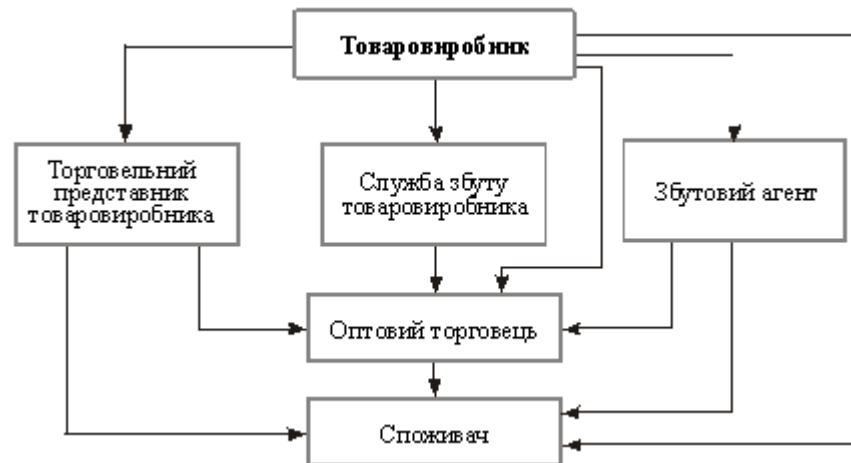 Товаровиробник
Торговельний
представник
товаровиробника
Служба збуту
товаровиробника
Збутовий агент
Оптовий торговець
Споживач